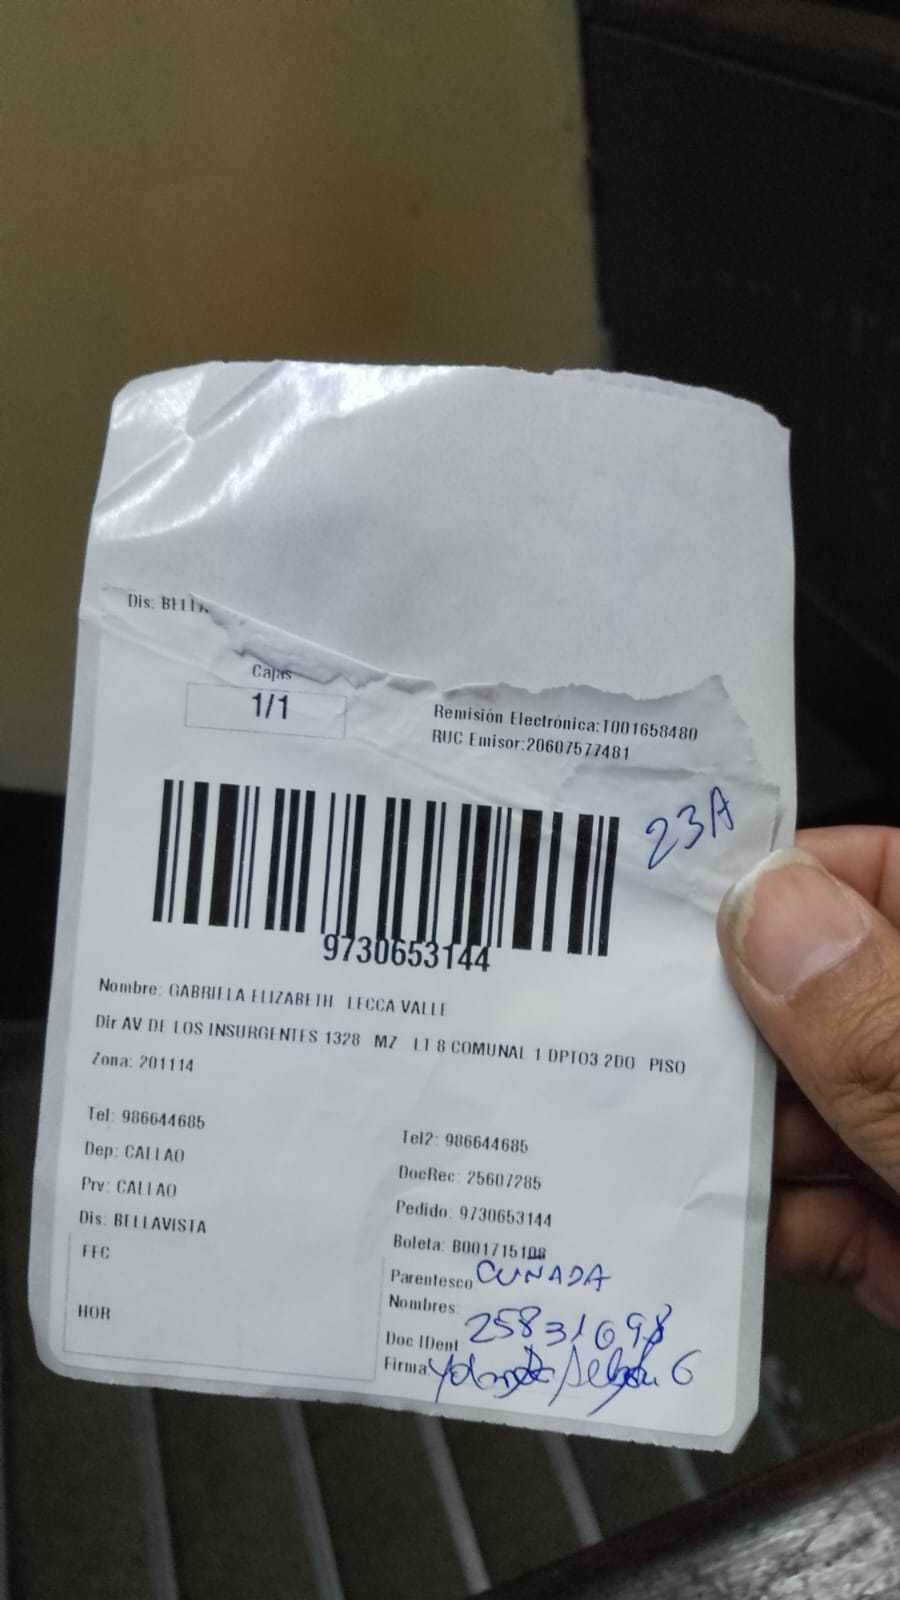 Dis: BELLA
Cajas
1/1
Remisión Electrónica:T001658480
RUC Emisor:20607577481
23A
9730653144
Nombre: GABRIELA ELIZABETH LECCA VALLE
Dir AV DE LOS INSURGENTES 1328 MZ LT 8 COMUNAL 1 DPTO3 2DO PISO
Zona: 201114
Tel: 986644685
Tel2: 986644685
Dep: CALLAO
DocRec: 25607285
Prv: CALLAO
Pedido: 9730653144
Dis: BELLAVISTA
Boleta: B001715108
FEC
Parentesco CUÑADA
Nombres:
HOR
Doc IDent 25831098
Firma